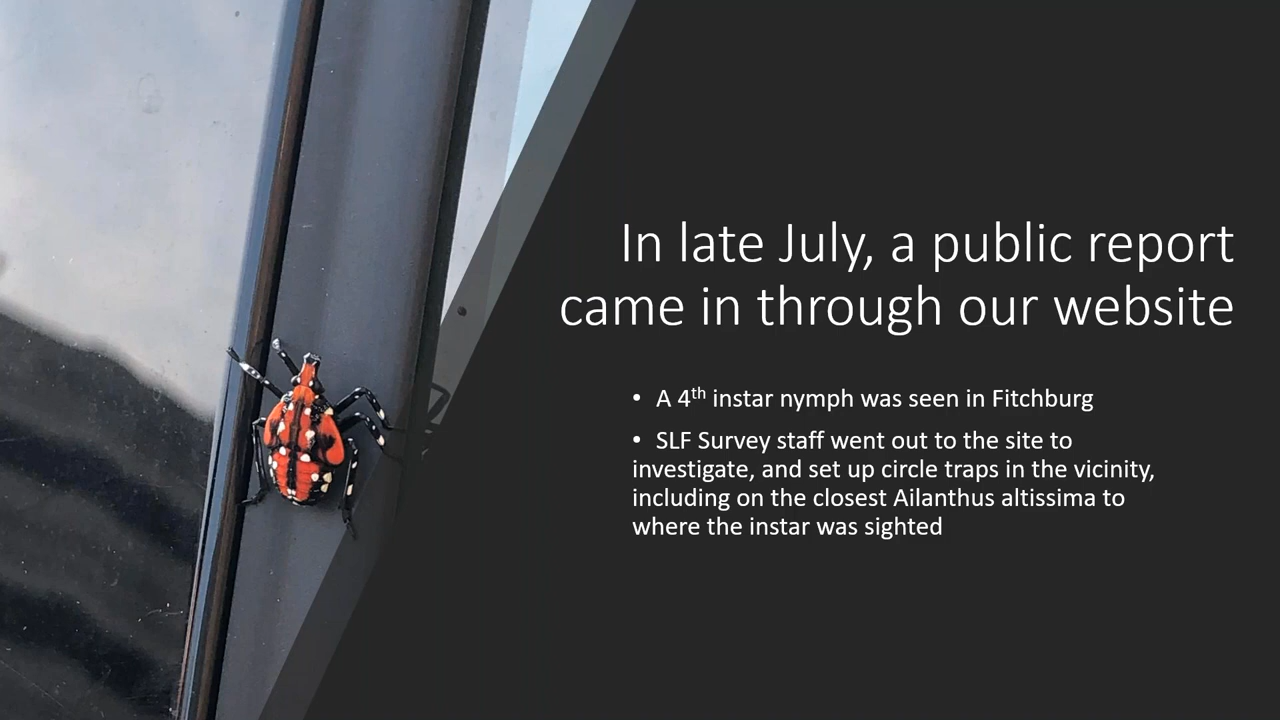 In late July, a public report
came in through our website
• A 4th instar nymph was seen in Fitchburg
• SLF Survey staff went out to the site to
investigate, and set up circle traps in the vicinity,
including on the closest Ailanthus altissima to
where the instar was sighted